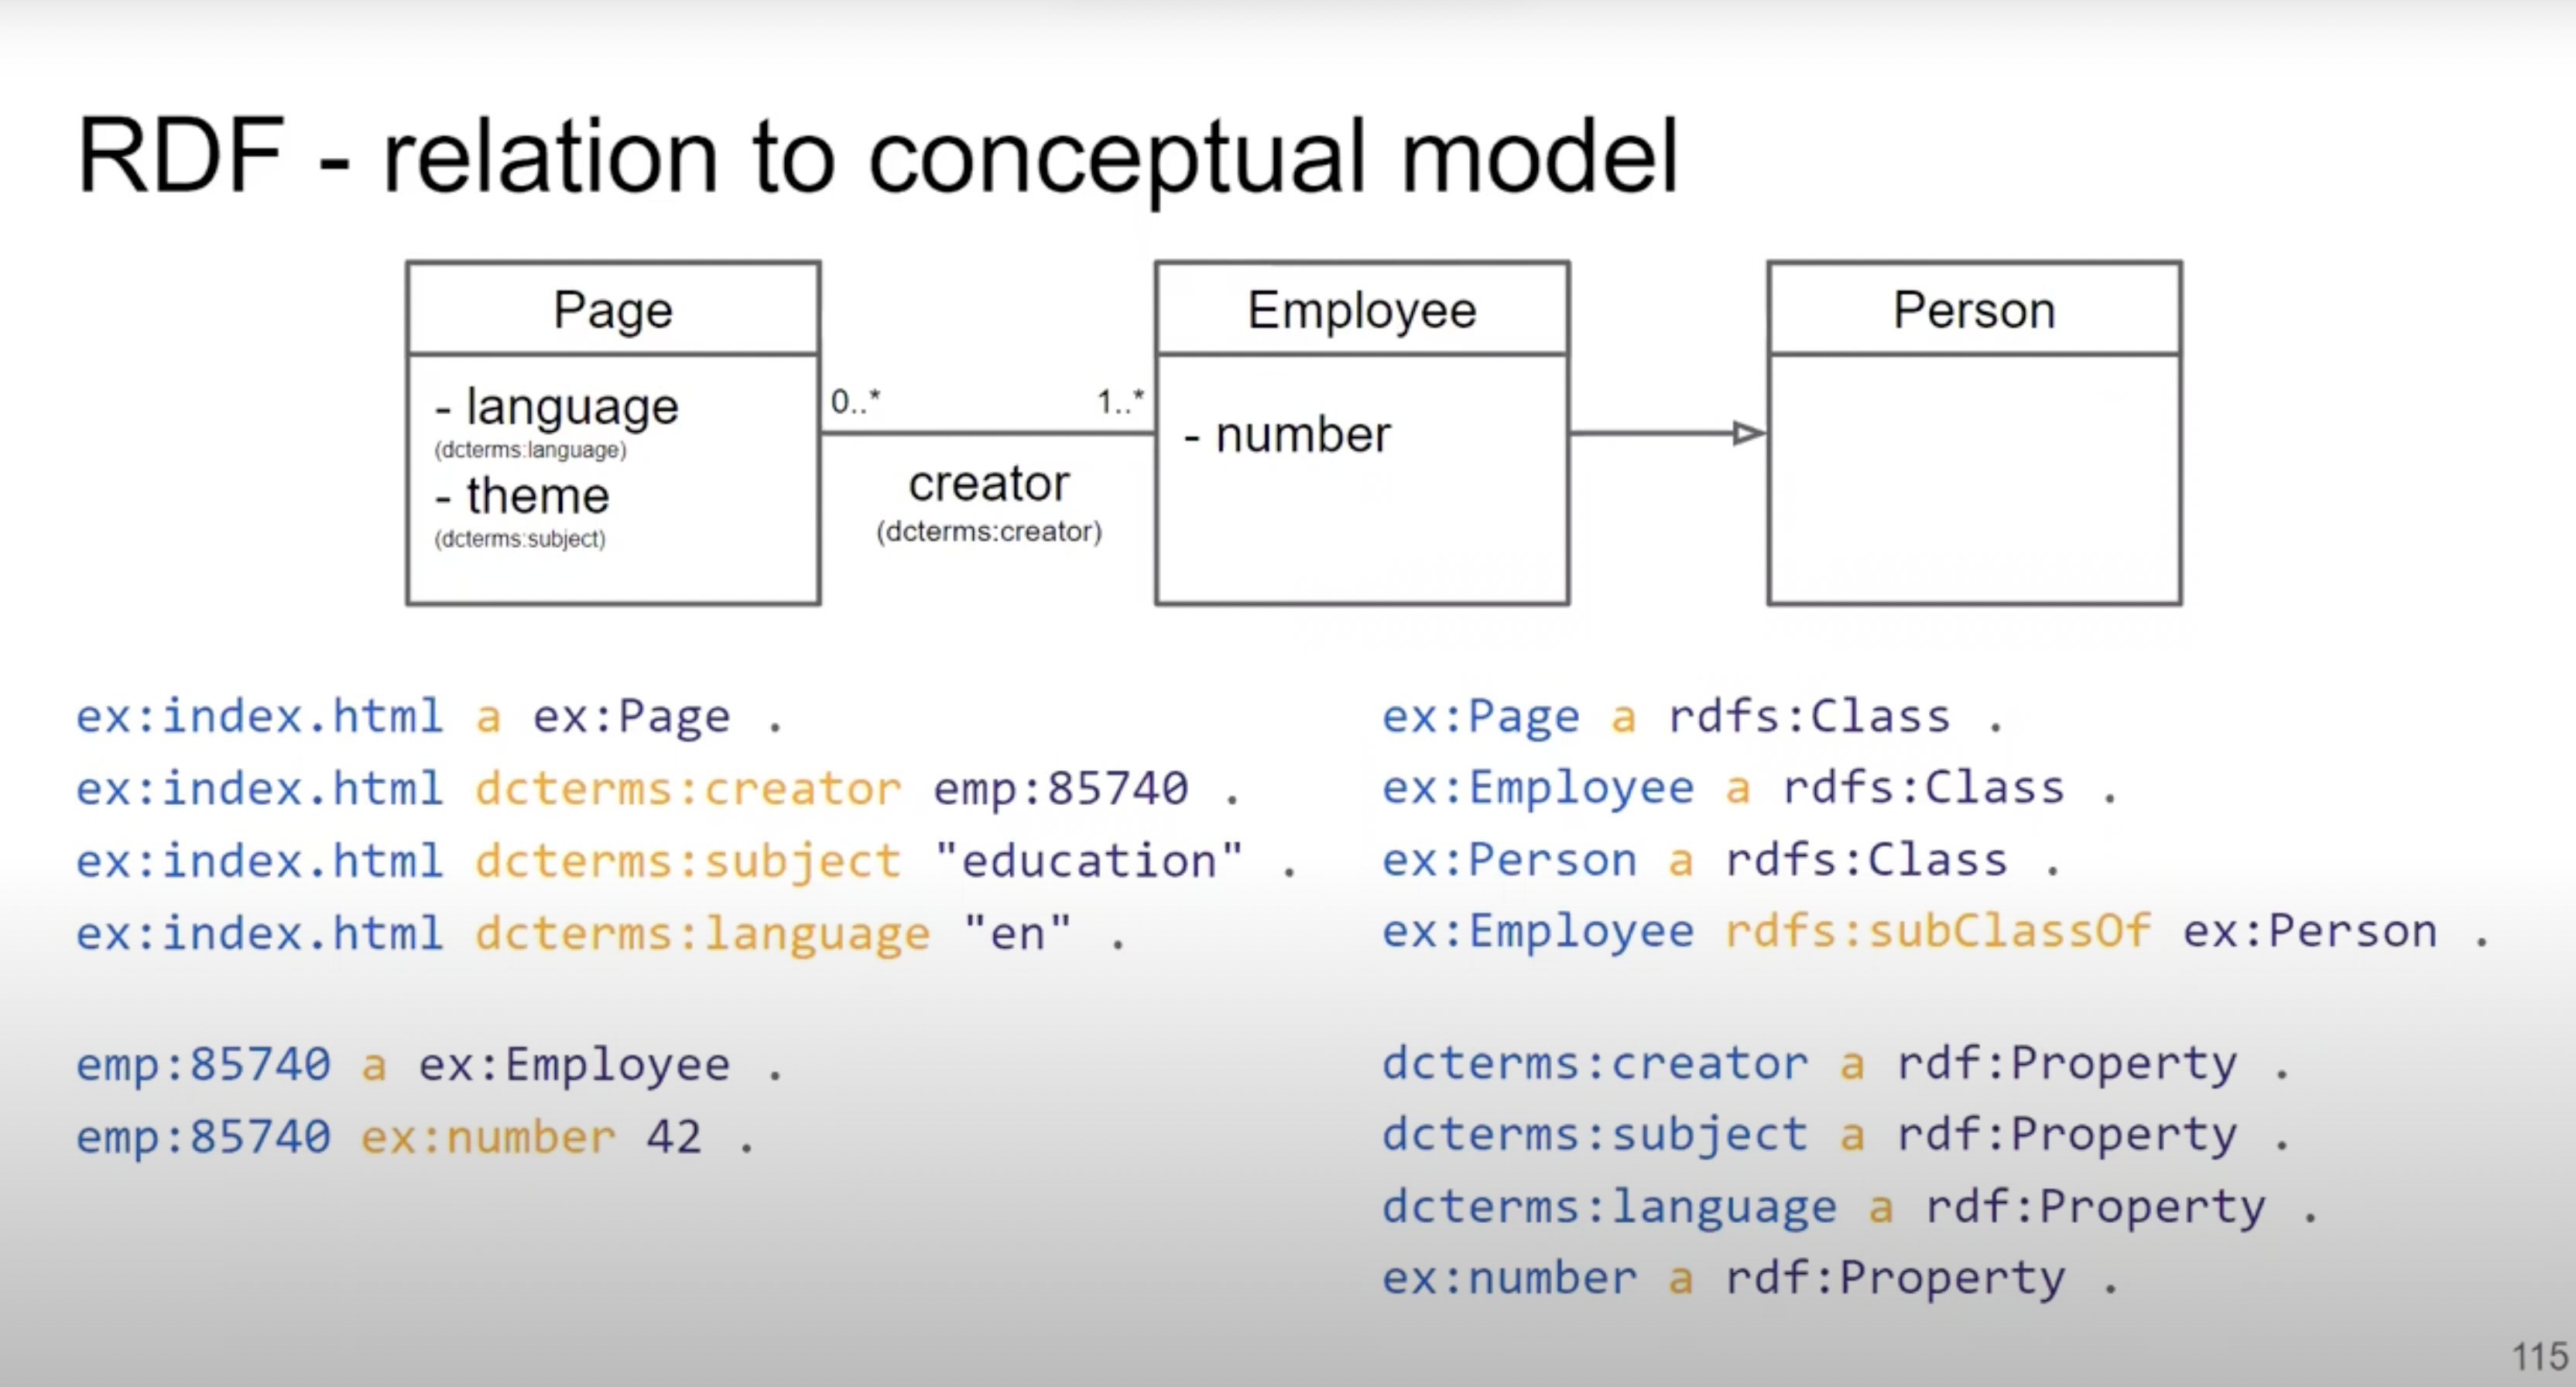 RDF - relation to conceptual model
Page
- language
(dcterms:language)
- theme
(dcterms:subject)
0..*
1..*
creator
(dcterms:creator)
Employee
- number
Person
ex:index.html a ex:Page .
ex:index.html dcterms:creator emp:85740 .
ex:index.html dcterms:subject "education" .
ex:index.html dcterms:language "en" .
emp:85740 a ex:Employee .
emp:85740 ex:number 42 .
ex:Page a rdfs:Class .
ex:Employee a rdfs:Class .
ex:Person a rdfs:Class .
ex:Employee rdfs:subClassOf ex:Person .
dcterms:creator a rdf:Property .
dcterms:subject a rdf:Property .
dcterms:language a rdf:Property .
ex:number a rdf:Property .
115